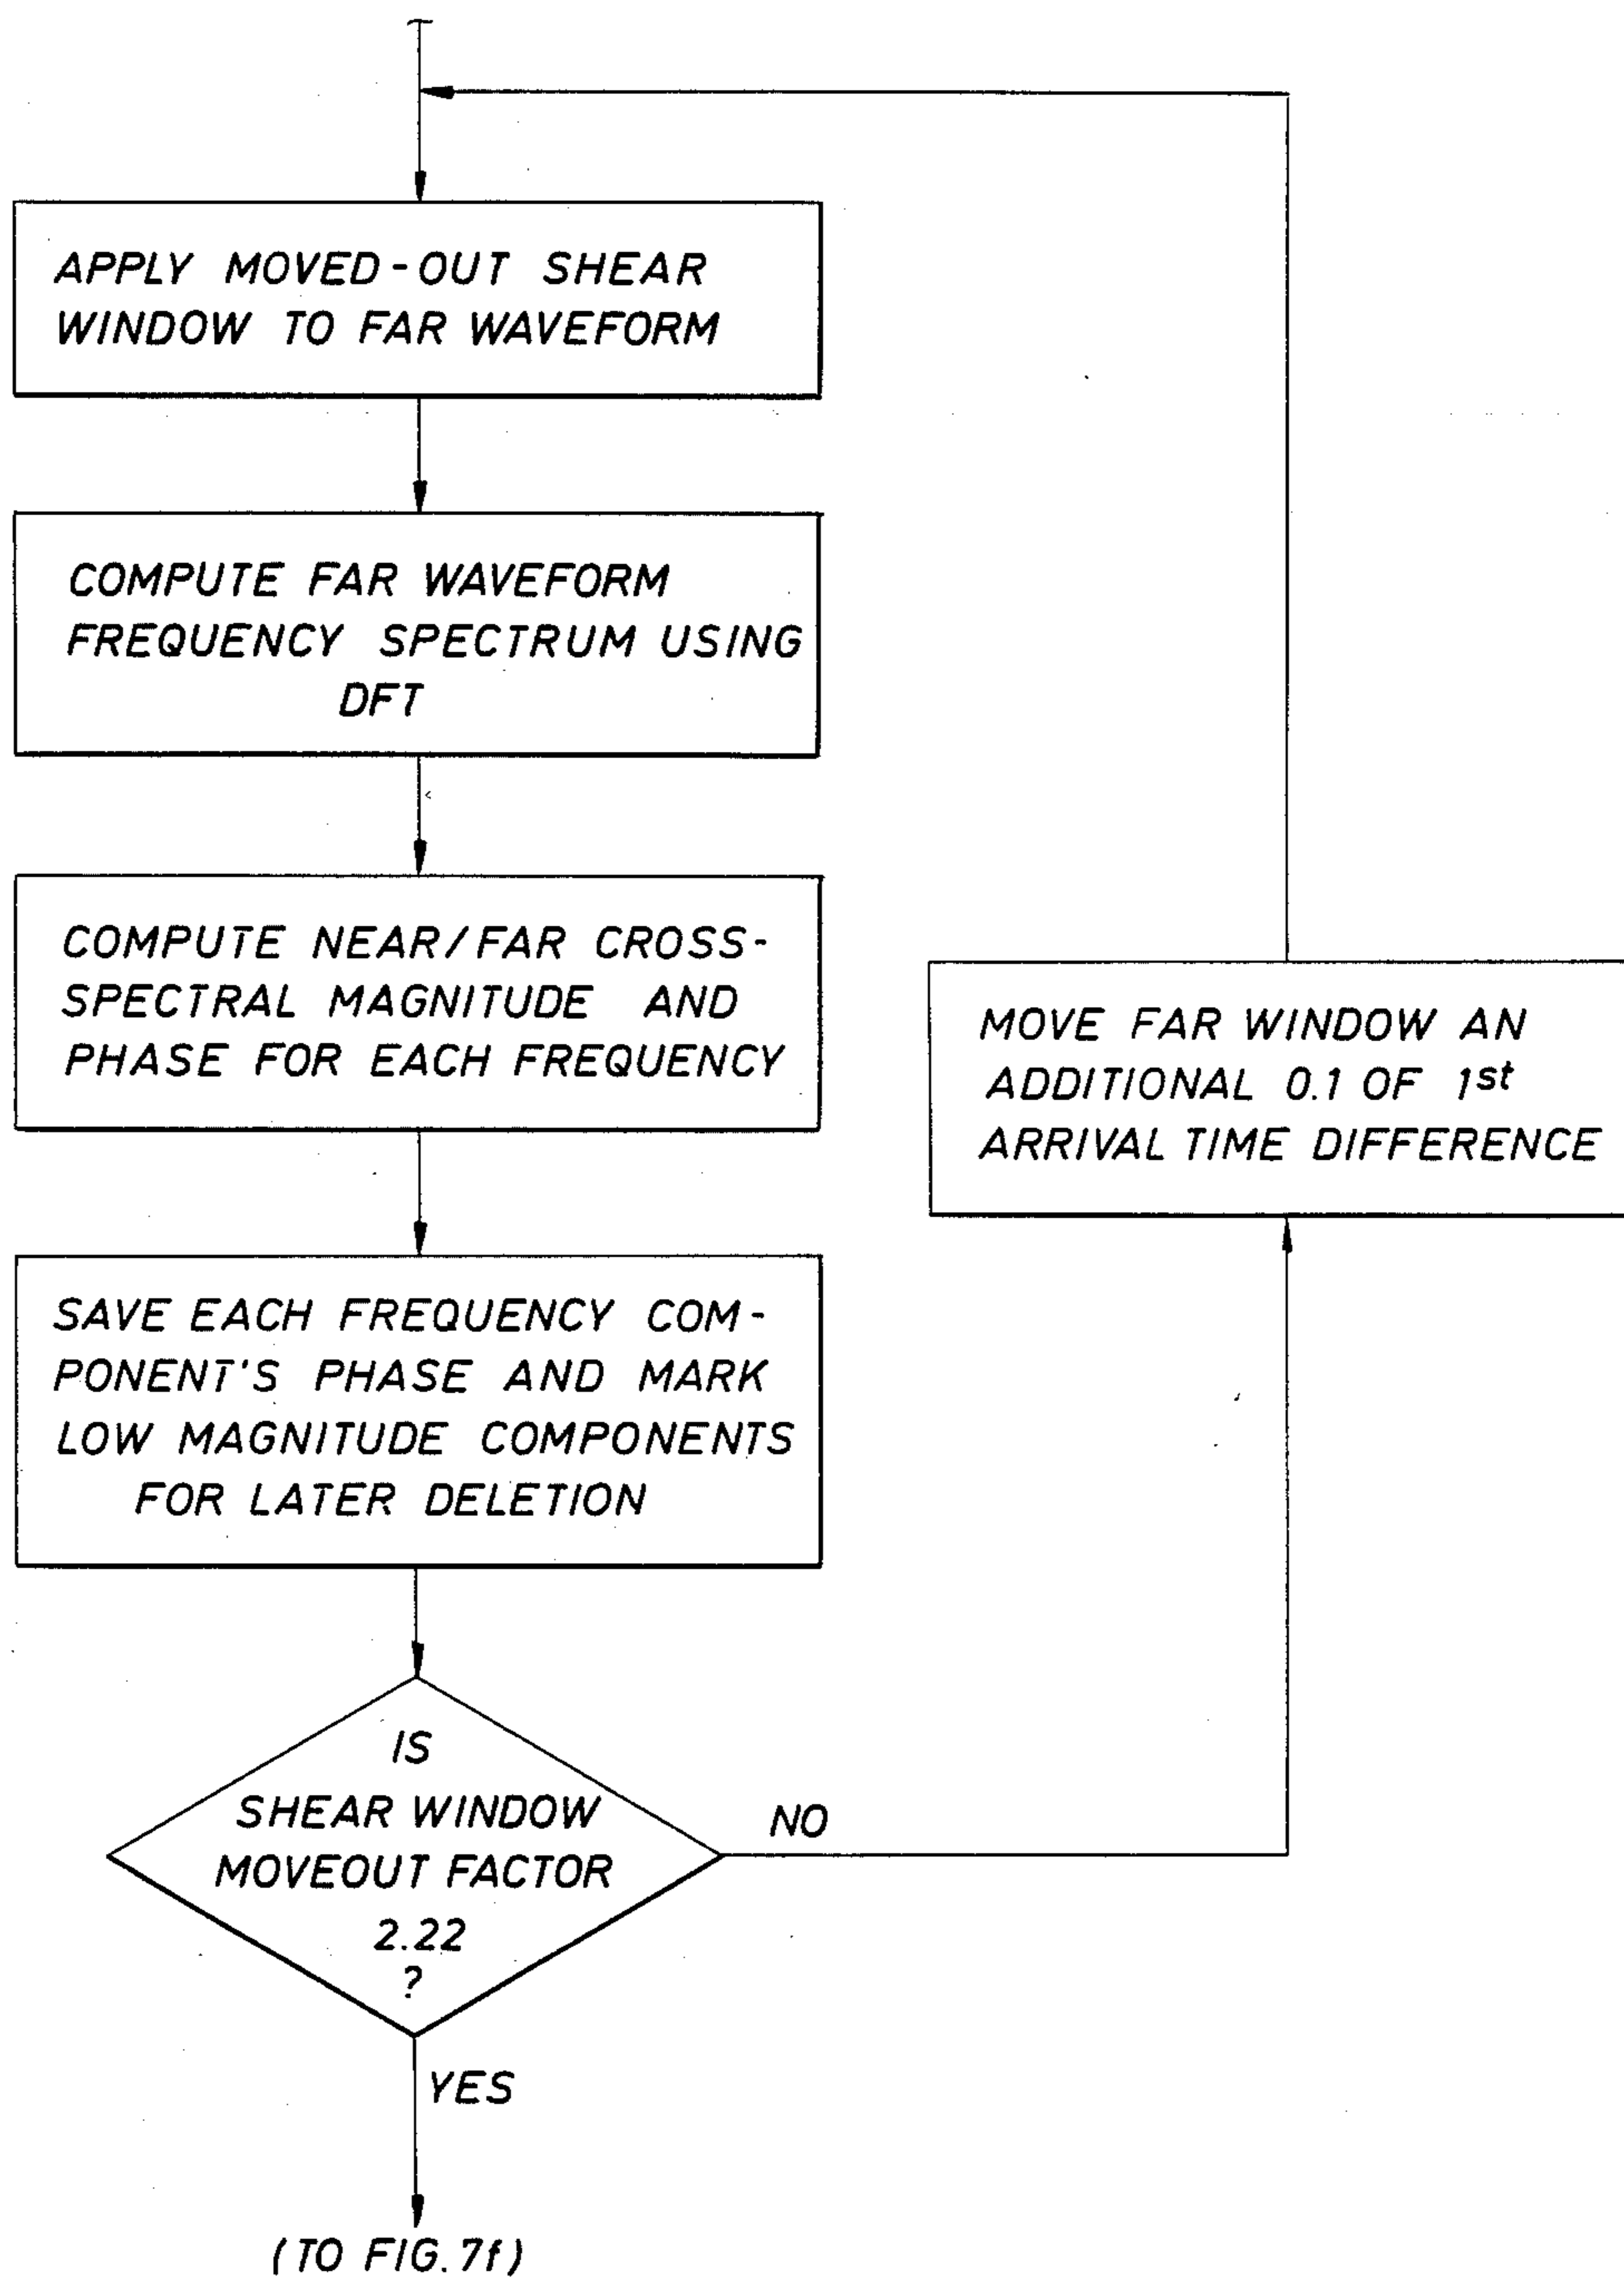 APPLY MOVED-OUT SHEAR
WINDOW TO FAR WAVEFORM
COMPUTE FAR WAVEFORM
FREQUENCY SPECTRUM USING
DFT
COMPUTE NEAR/FAR CROSS-
SPECTRAL MAGNITUDE AND
PHASE FOR EACH FREQUENCY
SAVE EACH FREQUENCY COM-
PONENT'S PHASE AND MARK
LOW MAGNITUDE COMPONENTS
FOR LATER DELETION
IS
SHEAR WINDOW
MOVEOUT FACTOR
2.22
?
NO
MOVE FAR WINDOW AN
ADDITIONAL 0.1 OF 1st
ARRIVAL TIME DIFFERENCE
YES
(TO FIG. 7f)